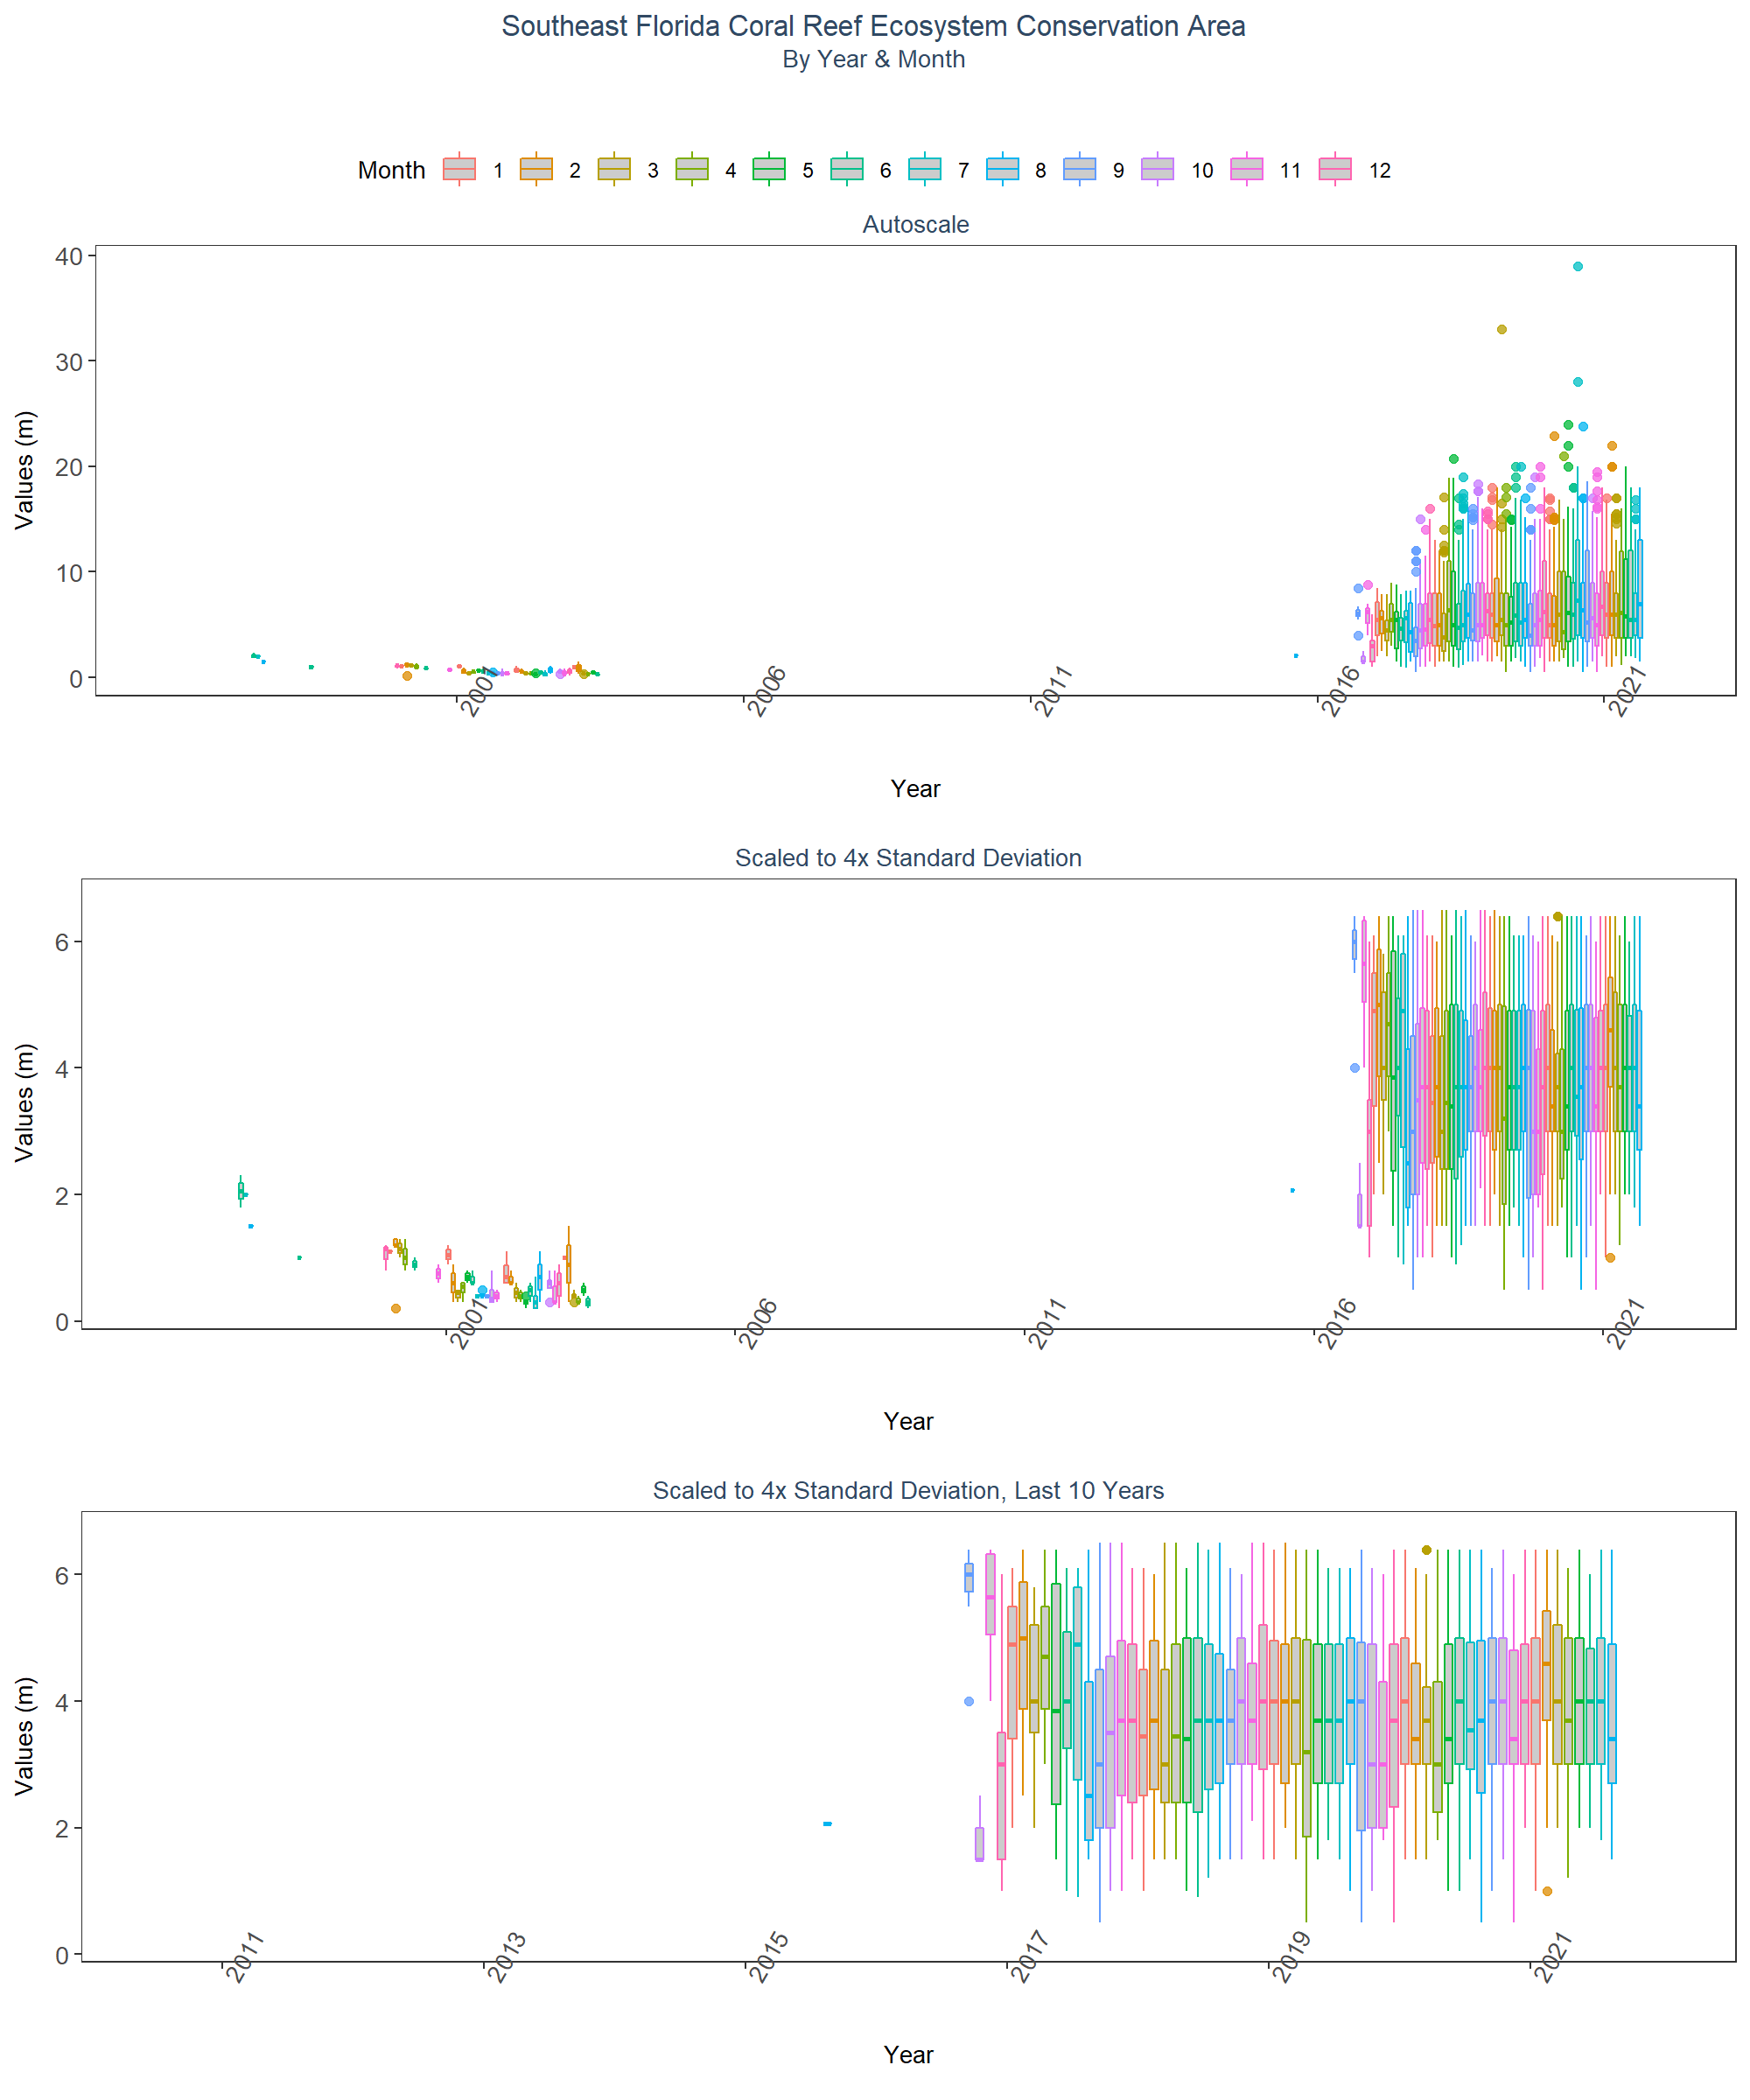 Southeast Florida Coral Reef Ecosystem Conservation Area
By Year & Month
Month 1 2 3 4 5 6 7 8 9 10 11 12
Autoscale
Values (m)
40
30
20
10
0
2001 2006 2011 2016 2021
Year
Scaled to 4x Standard Deviation
Values (m)
6
4
2
0
2001 2006 2011 2016 2021
Year
Scaled to 4x Standard Deviation, Last 10 Years
Values (m)
6
4
2
0
2011 2013 2015 2017 2019 2021
Year